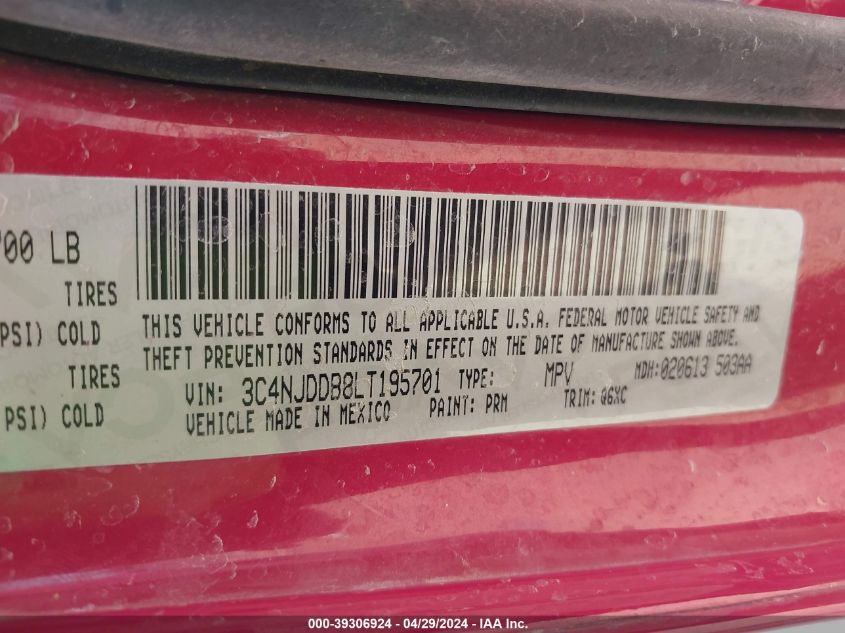 700 LB
TIRES
PSI) COLD
TIRES
PSI) COLD
THIS VEHICLE CONFORMS TO ALL APPLICABLE U.S.A. FEDERAL MOTOR VEHICLE SAFETY AND
THEFT PREVENTION STANDARDS IN EFFECT ON THE DATE OF MANUFACTURE SHOWN ABOVE.
VIN: 3C4NJDDB8LT195701 TYPE: MPV MDH:020613 503AA
VEHICLE MADE IN MEXICO PAINT: PRM TRIM: Q6XC
000-39306924 - 04/29/2024 - IAA Inc.